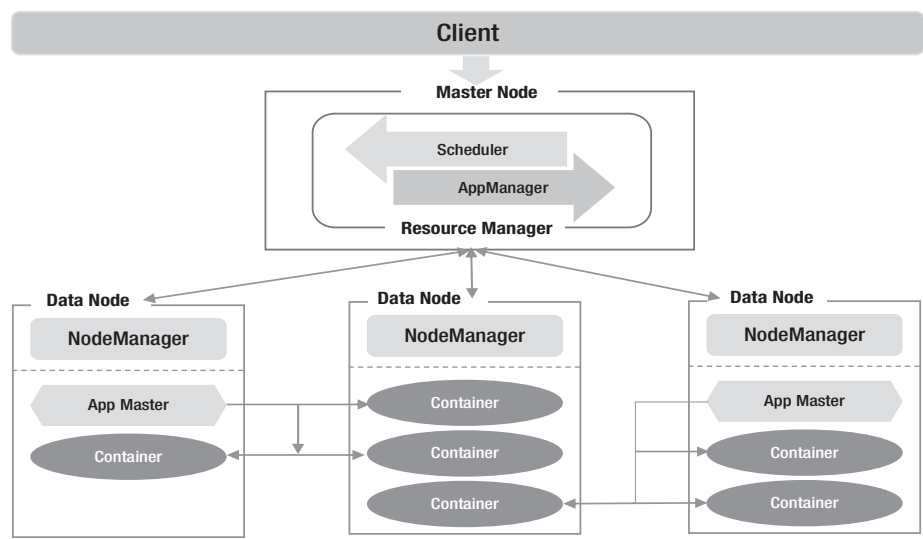 Client
Master Node
Scheduler
AppManager
Resource Manager
Data Node
NodeManager
App Master
Container
Data Node
NodeManager
Container
Container
Container
Data Node
NodeManager
App Master
Container
Container